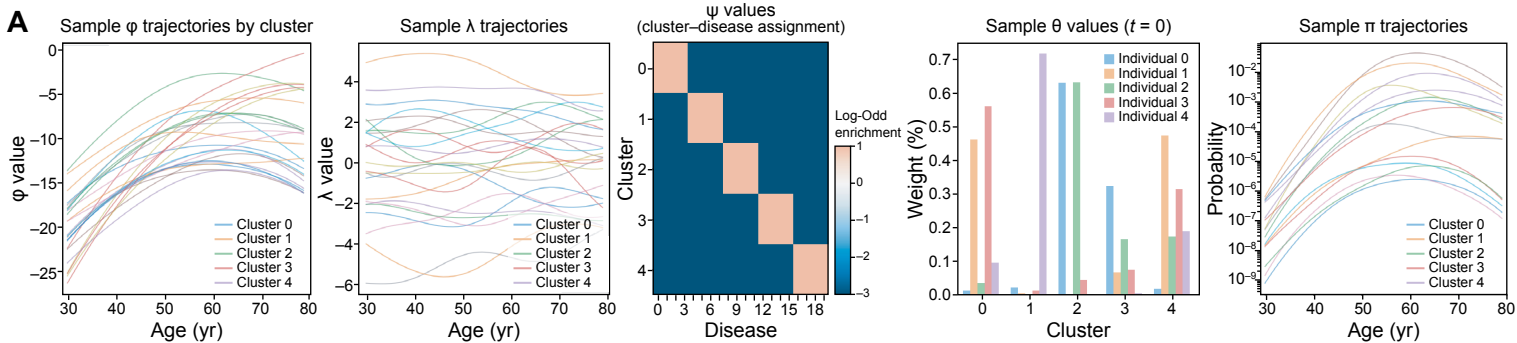 A
Sample φ trajectories by cluster
0
−5
−10
−15
−20
−25
φ value
30 40 50 60 70 80
Age (yr)
Cluster 0
Cluster 1
Cluster 2
Cluster 3
Cluster 4
Sample λ trajectories
4
2
0
−2
−4
−6
λ value
30 40 50 60 70 80
Age (yr)
Cluster 0
Cluster 1
Cluster 2
Cluster 3
Cluster 4
ψ values
(cluster–disease assignment)
0
1
2
3
4
Cluster
0 3 6 9 12 15 18
Disease
Log-Odd
enrichment
1
0
−1
−2
−3
Sample θ values (t = 0)
0.7
0.6
0.5
0.4
0.3
0.2
0.1
0.0
Weight (%)
0 1 2 3 4
Cluster
Individual 0
Individual 1
Individual 2
Individual 3
Individual 4
Sample π trajectories
10−2
10−3
10−4
10−5
10−6
10−7
10−8
10−9
Probability
30 40 50 60 70 80
Age (yr)
Cluster 0
Cluster 1
Cluster 2
Cluster 3
Cluster 4